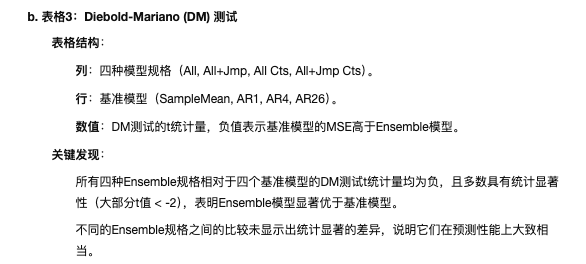 b. 表格3：Diebold-Mariano (DM) 测试
表格结构：
列：四种模型规格（All, All+Jmp, All Cts, All+Jmp Cts）。
行：基准模型（SampleMean, AR1, AR4, AR26）。
数值：DM测试的t统计量，负值表示基准模型的MSE高于Ensemble模型。
关键发现：
所有四种Ensemble规格相对于四个基准模型的DM测试t统计量均为负，且多数具有统计显著
性（大部分t值 < -2），表明Ensemble模型显著优于基准模型。
不同的Ensemble规格之间的比较未显示出统计显著的差异，说明它们在预测性能上大致相
当。